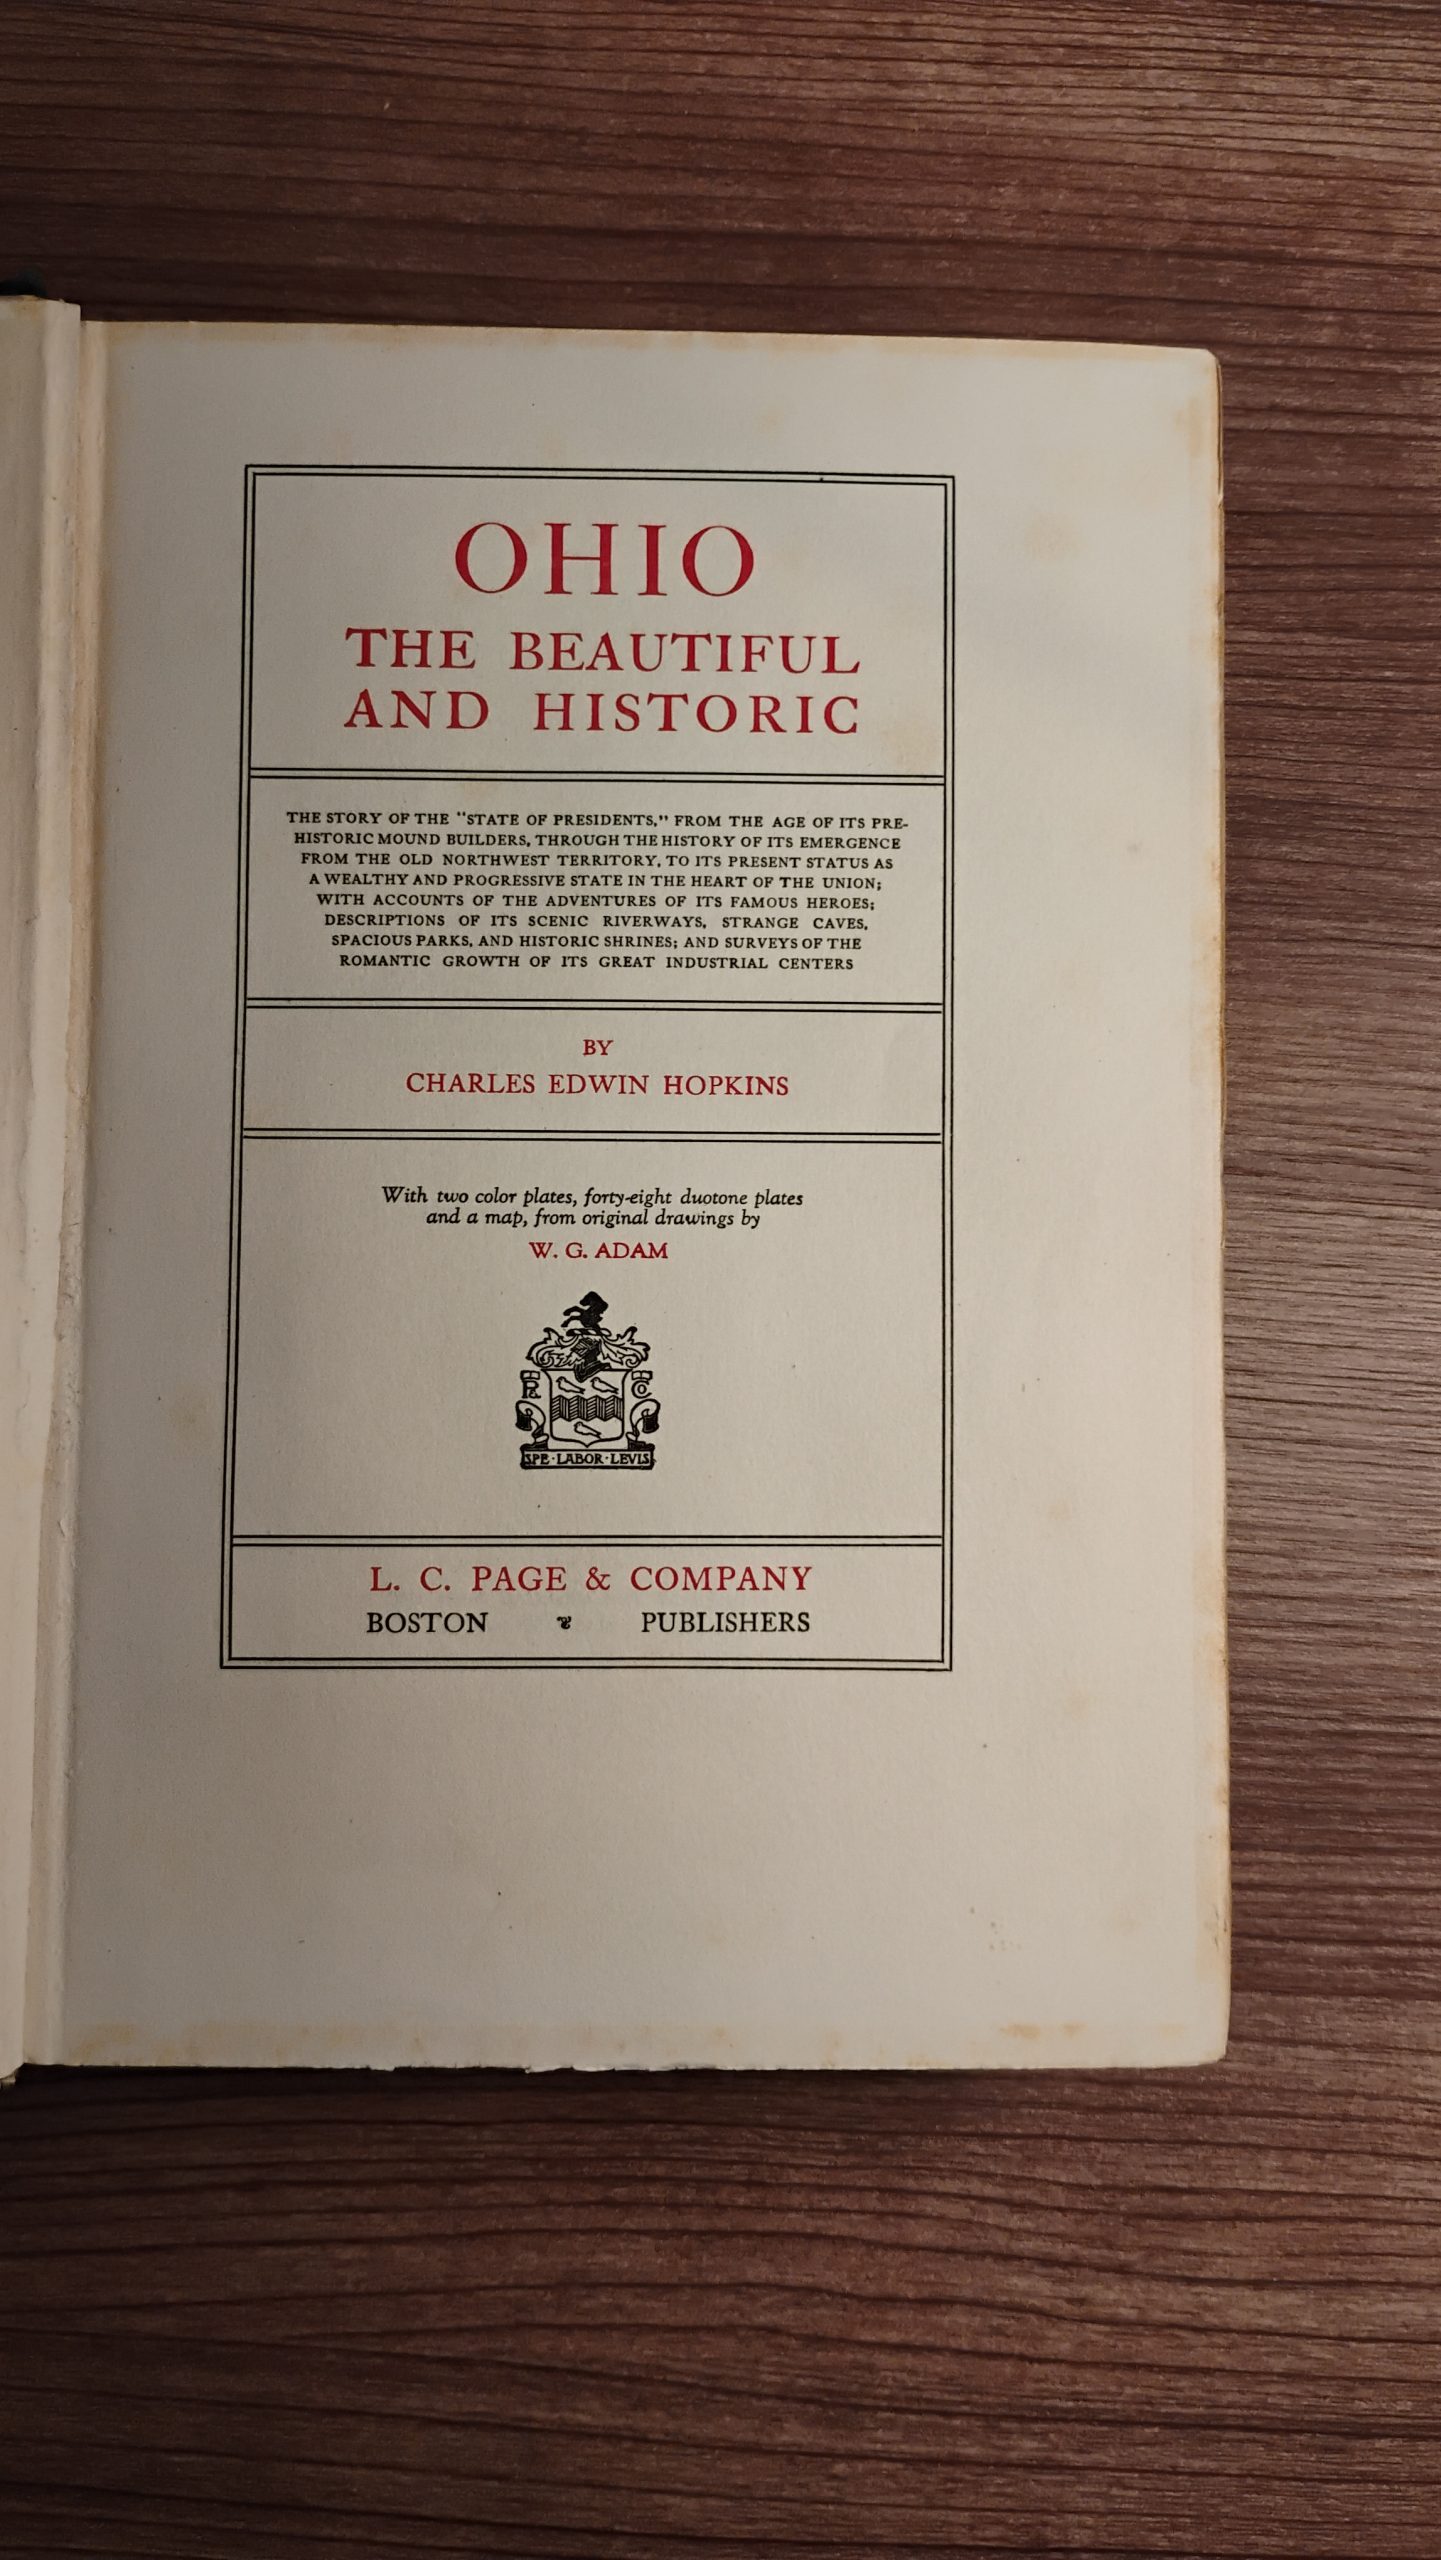 OHIO
THE BEAUTIFUL
AND HISTORIC
THE STORY OF THE "STATE OF PRESIDENTS," FROM THE AGE OF ITS PRE-
HISTORIC MOUND BUILDERS, THROUGH THE HISTORY OF ITS EMERGENCE
FROM THE OLD NORTHWEST TERRITORY, TO ITS PRESENT STATUS AS
A WEALTHY AND PROGRESSIVE STATE IN THE HEART OF THE UNION;
WITH ACCOUNTS OF THE ADVENTURES OF ITS FAMOUS HEROES;
DESCRIPTIONS OF ITS SCENIC RIVERWAYS, STRANGE CAVES,
SPACIOUS PARKS, AND HISTORIC SHRINES; AND SURVEYS OF THE
ROMANTIC GROWTH OF ITS GREAT INDUSTRIAL CENTERS
BY
CHARLES EDWIN HOPKINS
With two color plates, forty-eight duotone plates
and a map, from original drawings by
W. G. ADAM
SPE·LABOR·LEVIS
L. C. PAGE & COMPANY
BOSTON PUBLISHERS